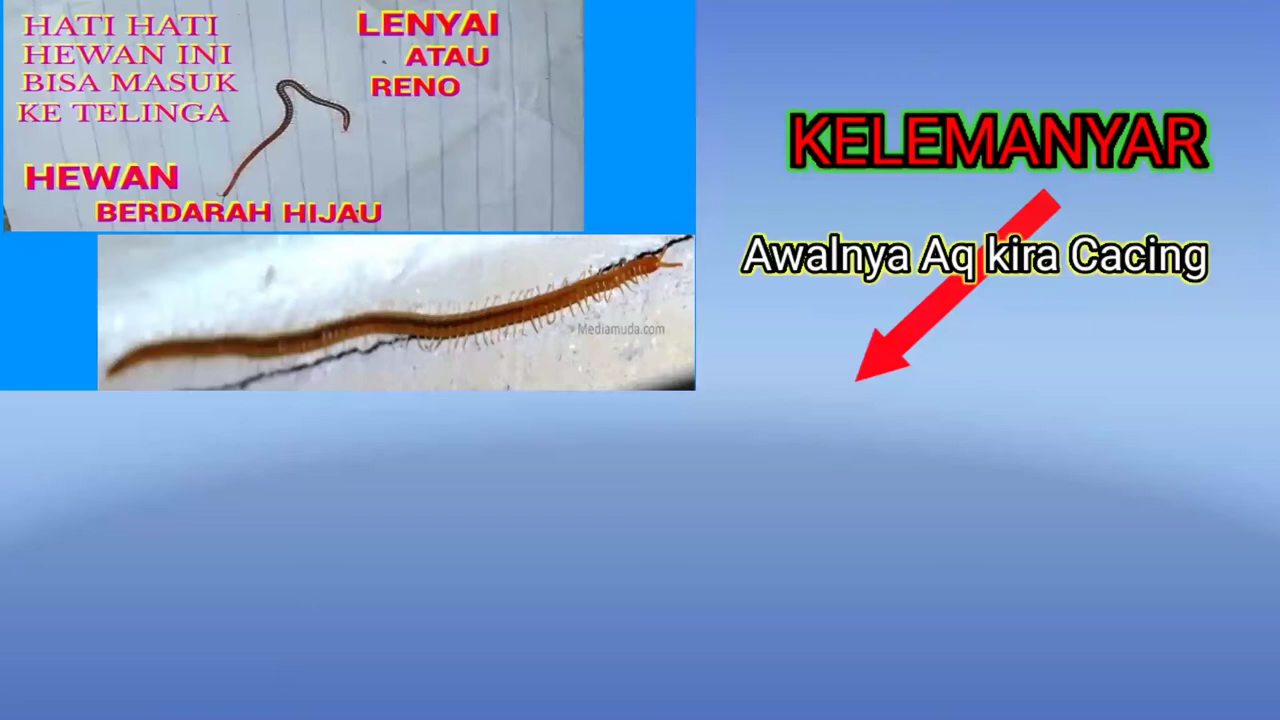 HATI HATI
HEWAN INI
BISA MASUK
KE TELINGA
LENYAI
ATAU
RENO
HEWAN
BERDARAH HIJAU
Mediamuda.com
KELEMANYAR
Awalnya Aq kira Cacing